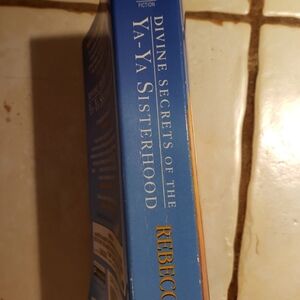 FICTION
DIVINE SECRETS OF THE
YA-YA SISTERHOOD
REBECC